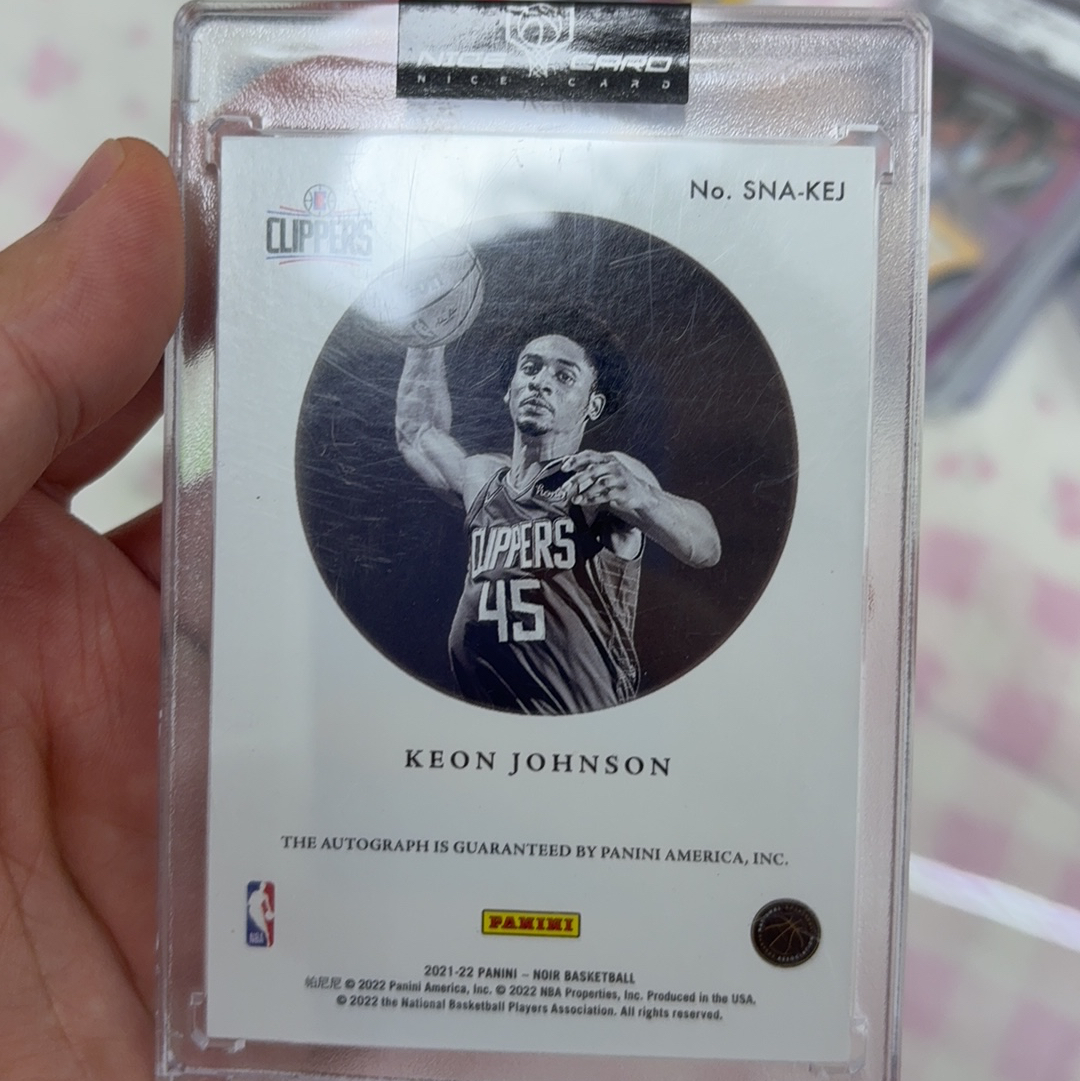 NICE CARD
NICE · CARD
No. SNA-KEJ
CLIPPERS
CLIPPERS
45
KEON JOHNSON
THE AUTOGRAPH IS GUARANTEED BY PANINI AMERICA, INC.
NBA
PANINI
2021-22 PANINI – NOIR BASKETBALL
帕尼尼 © 2022 Panini America, Inc. © 2022 NBA Properties, Inc. Produced in the USA.
© 2022 the National Basketball Players Association. All rights reserved.